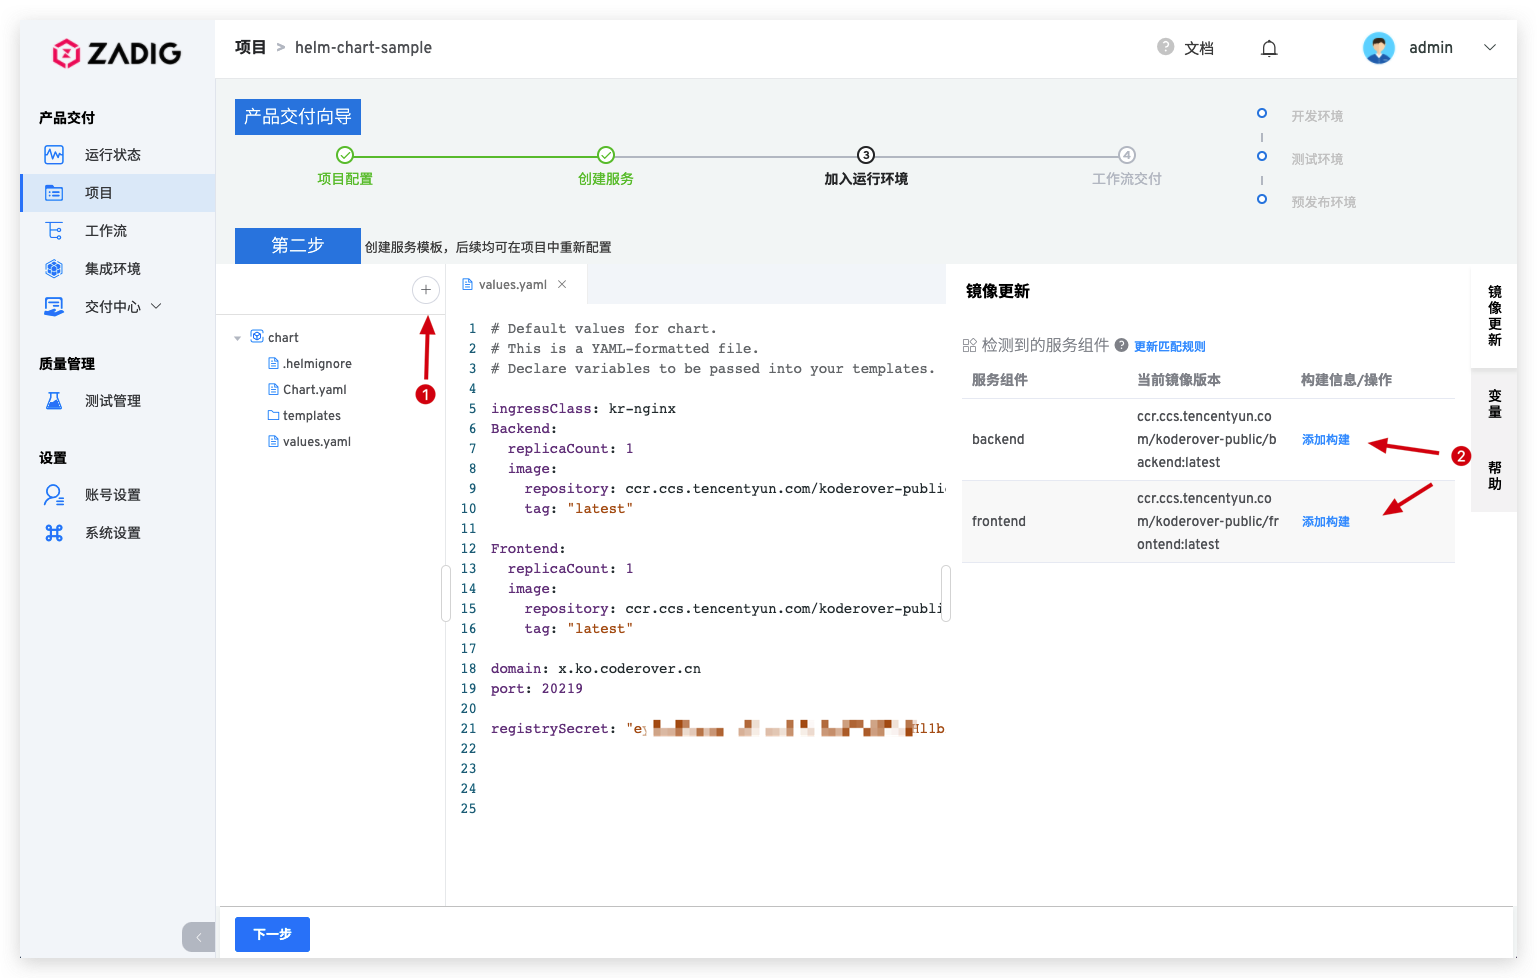 ZADIG
产品交付
运行状态
项目
工作流
集成环境
交付中心
质量管理
测试管理
设置
账号设置
系统设置
项目 > helm-chart-sample
? 文档
admin
产品交付向导
项目配置
创建服务
3
加入运行环境
4
工作流交付
开发环境
测试环境
预发布环境
第二步 创建服务模板，后续均可在项目中重新配置
+
1
chart
.helmignore
Chart.yaml
templates
values.yaml
values.yaml ×
1 # Default values for chart.
2 # This is a YAML-formatted file.
3 # Declare variables to be passed into your templates.
4
5 ingressClass: kr-nginx
6 Backend:
7 replicaCount: 1
8 image:
9 repository: ccr.ccs.tencentyun.com/koderover-public
10 tag: "latest"
11
12 Frontend:
13 replicaCount: 1
14 image:
15 repository: ccr.ccs.tencentyun.com/koderover-publi
16 tag: "latest"
17
18 domain: x.ko.coderover.cn
19 port: 20219
20
21 registrySecret: "ey Hl1b
22
23
24
25
镜像更新
检测到的服务组件 ? 更新匹配规则
服务组件 当前镜像版本 构建信息/操作
backend ccr.ccs.tencentyun.co
m/koderover-public/b
ackend:latest
添加构建
2
frontend ccr.ccs.tencentyun.co
m/koderover-public/fr
ontend:latest
添加构建
镜像更新
变量
帮助
下一步